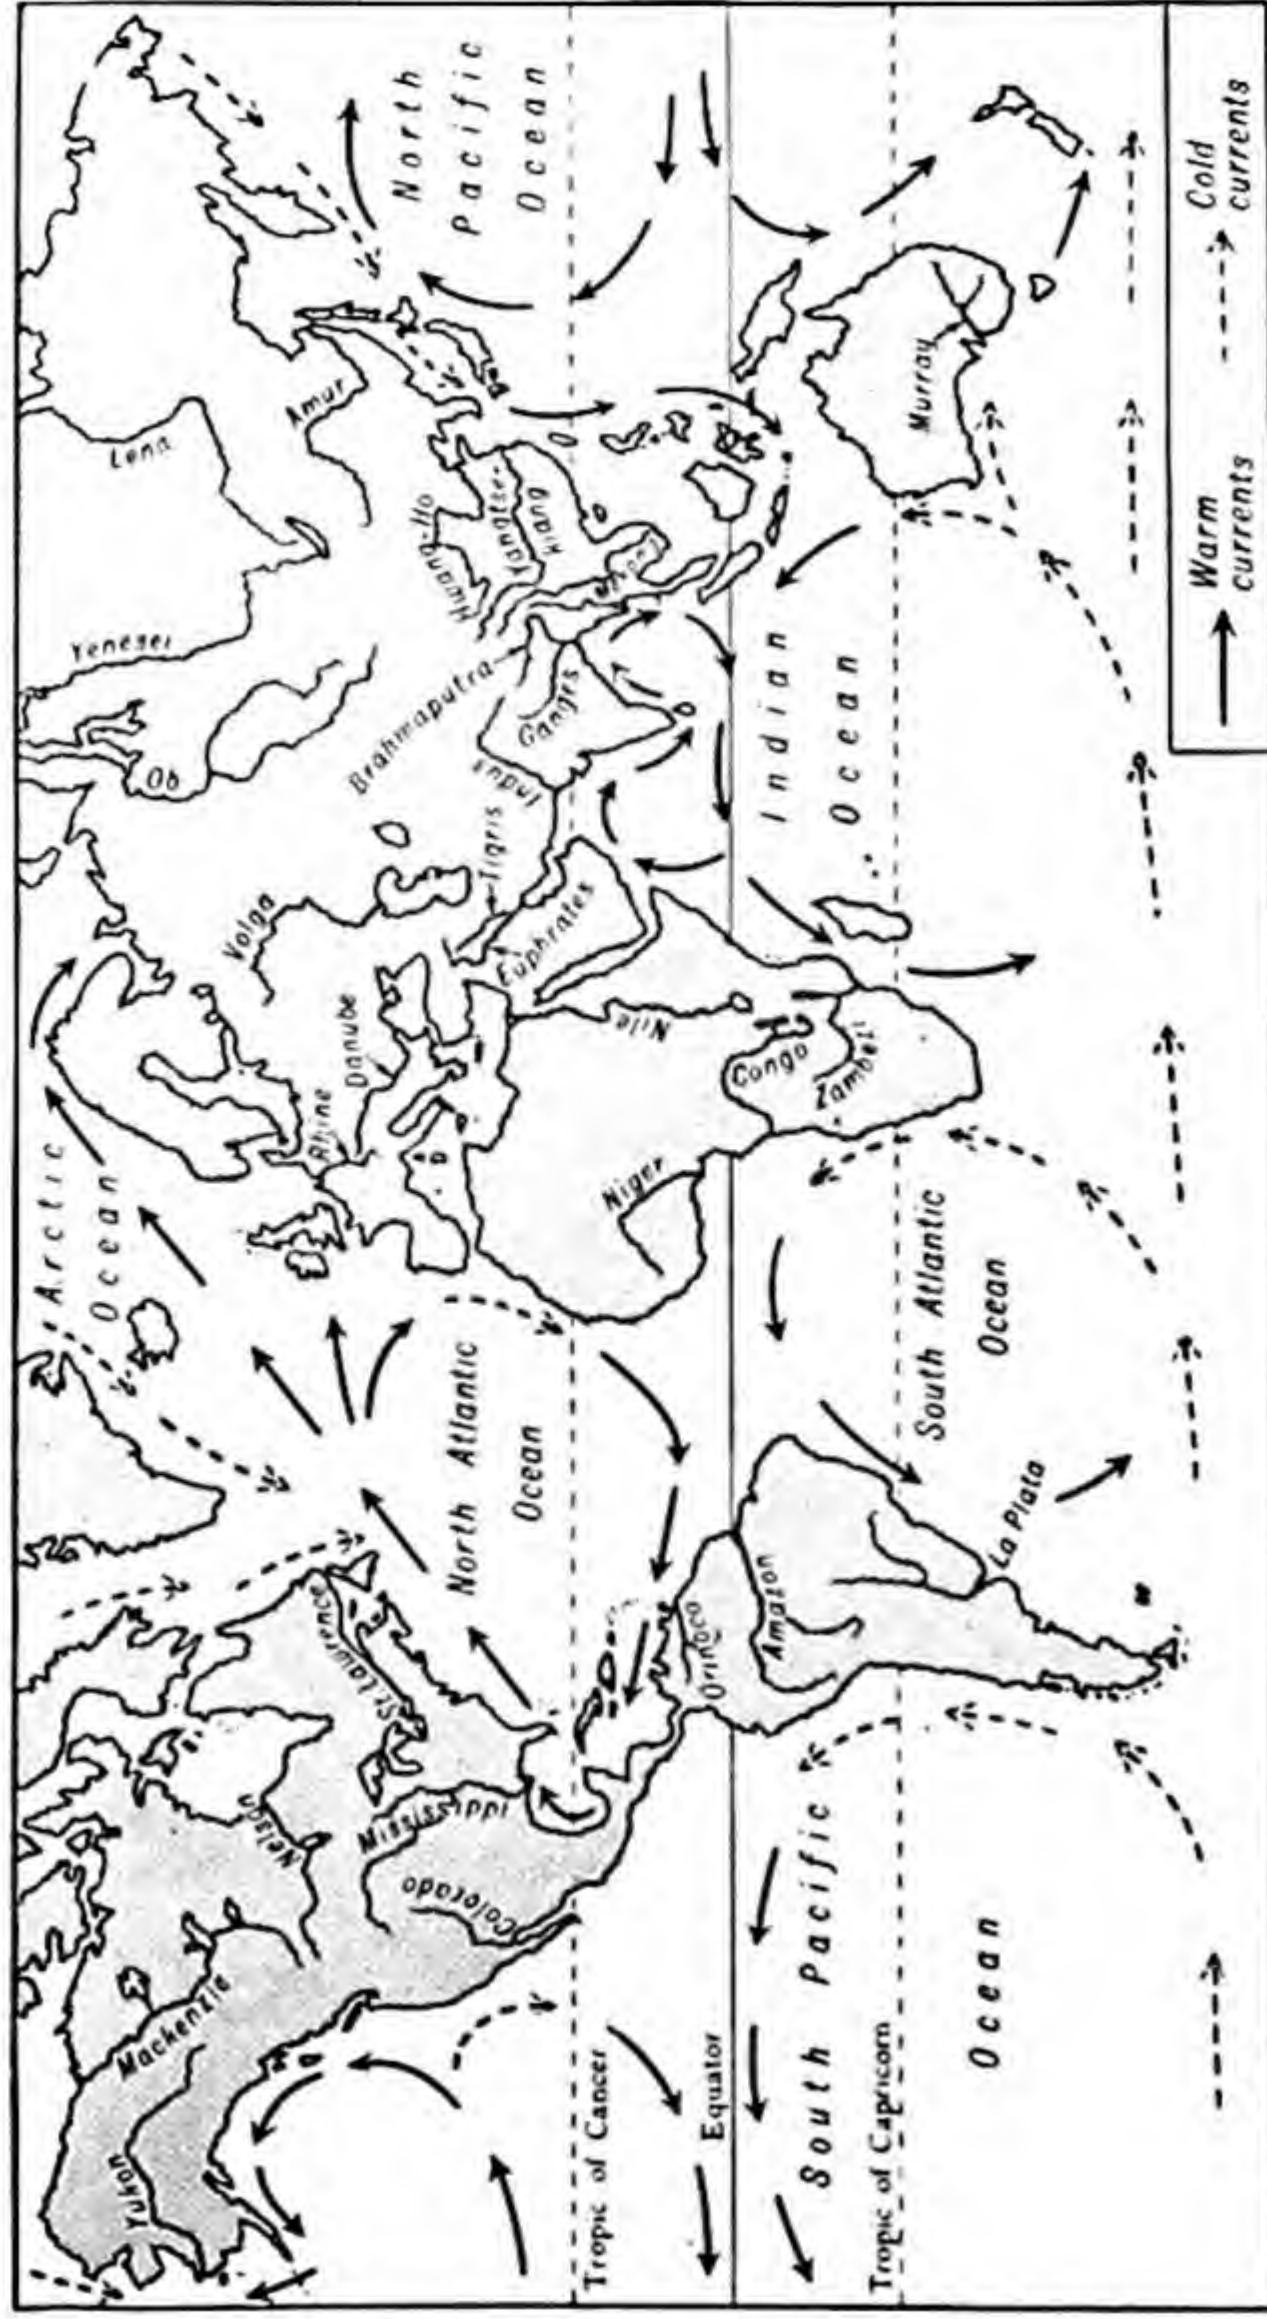 Arctic
Ocean
Yukon
Mackenzie
Nelson
St. Lawrence
Mississippi
Colorado
North Atlantic
Ocean
Rhine
Danube
Volga
Ob
Yenesei
Lena
Amur
Hwang-Ho
Yangtse-
Kiang
Brahmaputra
Ganges
Indus
Tigris
Euphrates
Nile
Niger
Congo
Zambezi
North
Pacific
Ocean
Tropic of Cancer
Equator
Orinoco
Amazon
La Plata
South Pacific
Ocean
Tropic of Capricorn
South Atlantic
Ocean
Indian
Ocean
Murray
Warm
currents
Cold
currents